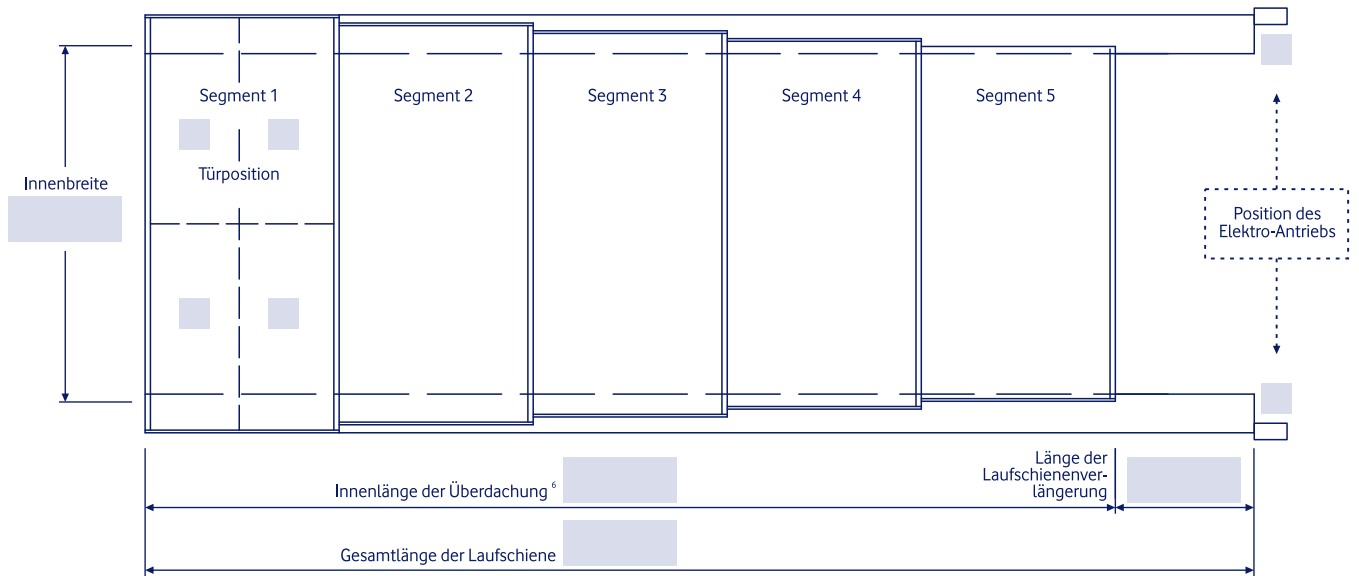 Segment 1
Segment 2
Segment 3
Segment 4
Segment 5
Türposition
Innenbreite
Position des
Elektro-Antriebs
Innenlänge der Überdachung 6
Länge der
Laufschienenver-
längerung
Gesamtlänge der Laufschiene